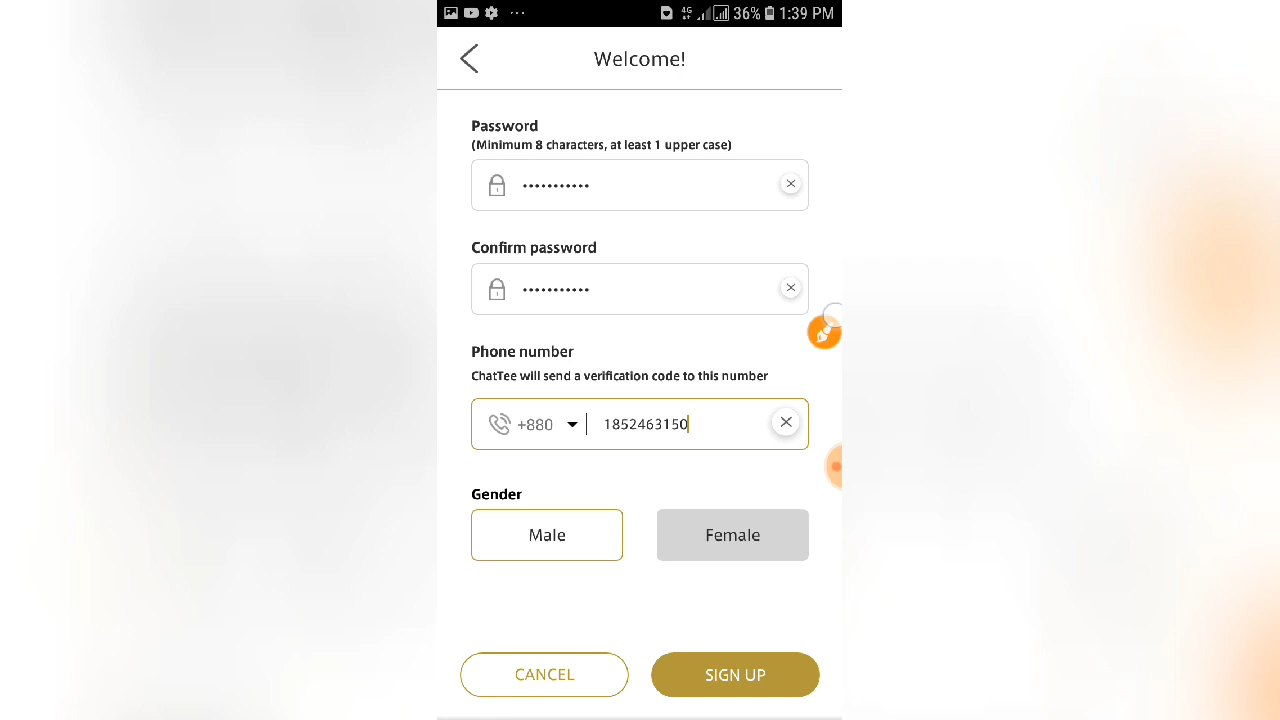 36% 1:39 PM
Welcome!
Password
(Minimum 8 characters, at least 1 upper case)
•••••••••••
Confirm password
•••••••••••
Phone number
ChatTee will send a verification code to this number
+880 1852463150
Gender
Male Female
CANCEL SIGN UP